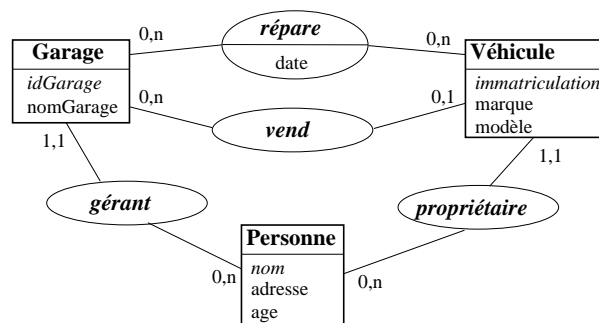 0,n
répare
0,n
Garage
date
Véhicule
idGarage
nomGarage
immatriculation
marque
modèle
0,n
0,1
vend
1,1
1,1
gérant
propriétaire
Personne
nom
adresse
age
0,n
0,n